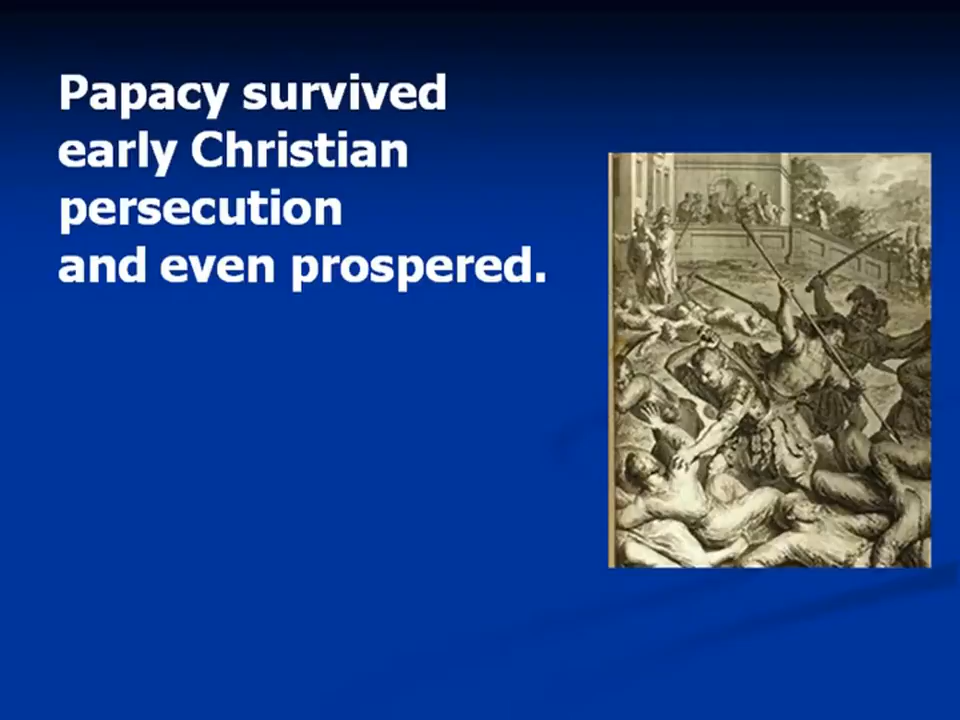 Papacy survived
early Christian
persecution
and even prospered.